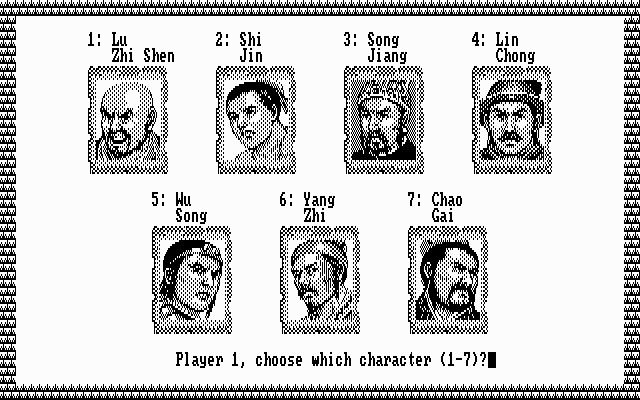 1: Lu
Zhi Shen
2: Shi
Jin
3: Song
Jiang
4: Lin
Chong
5: Wu
Song
6: Yang
Zhi
7: Chao
Gai
Player 1, choose which character (1-7)?